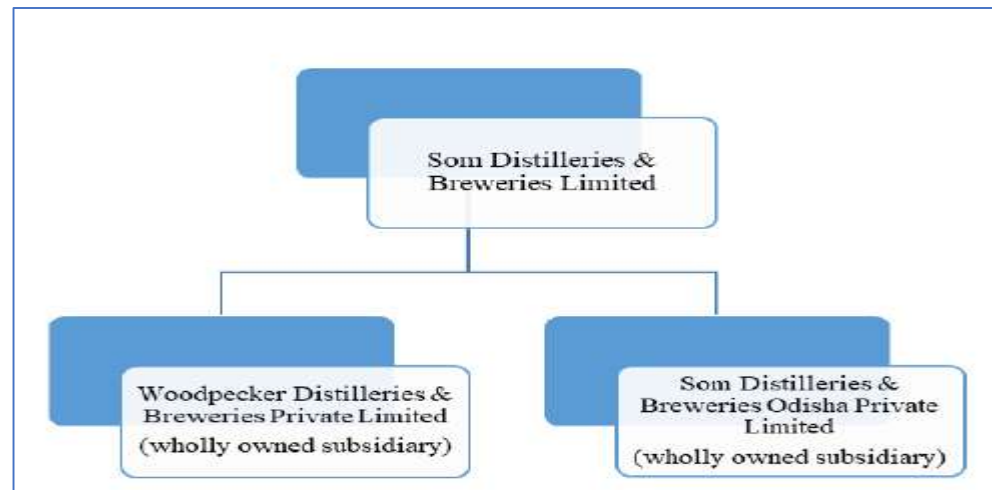 Som Distilleries &
Breweries Limited
Woodpecker Distilleries &
Breweries Private Limited
(wholly owned subsidiary)
Som Distilleries &
Breweries Odisha Private
Limited
(wholly owned subsidiary)